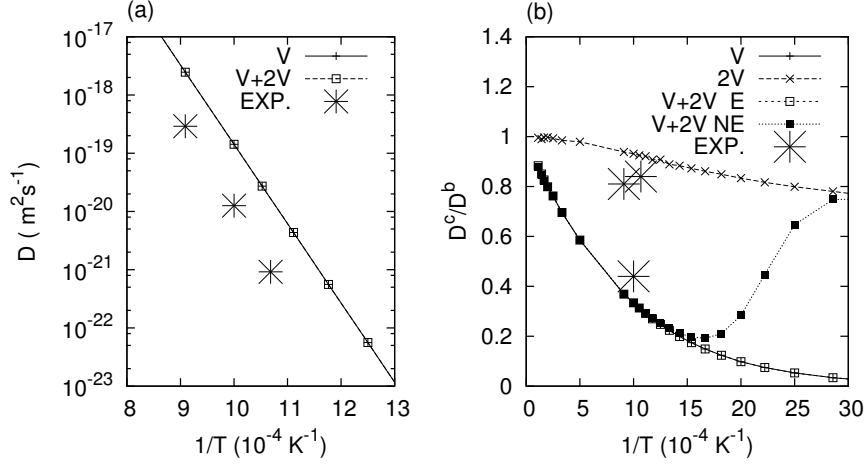 (a)
10⁻¹⁷
10⁻¹⁸
10⁻¹⁹
10⁻²⁰
10⁻²¹
10⁻²²
10⁻²³
D ( m²s⁻¹)
V
V+2V
EXP.
8 9 10 11 12 13
1/T (10⁻⁴ K⁻¹)
(b)
1.4
1.2
1
0.8
0.6
0.4
0.2
0
Dᶜ/Dᵇ
V
2V
V+2V E
V+2V NE
EXP.
0 5 10 15 20 25 30
1/T (10⁻⁴ K⁻¹)